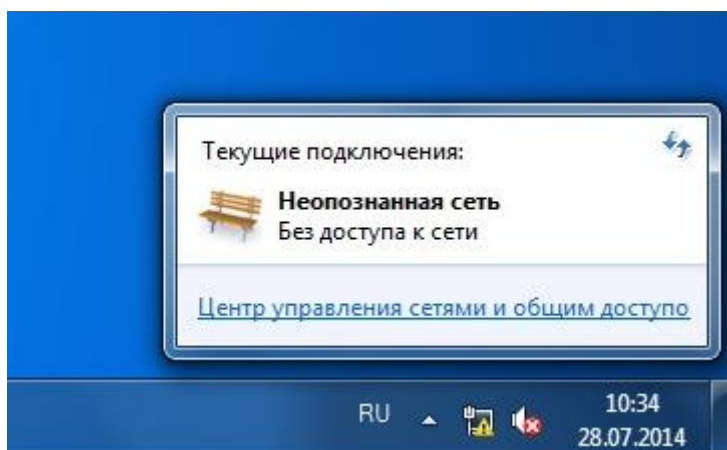 Текущие подключения:
Неопознанная сеть
Без доступа к сети
Центр управления сетями и общим доступо
RU
10:34
28.07.2014